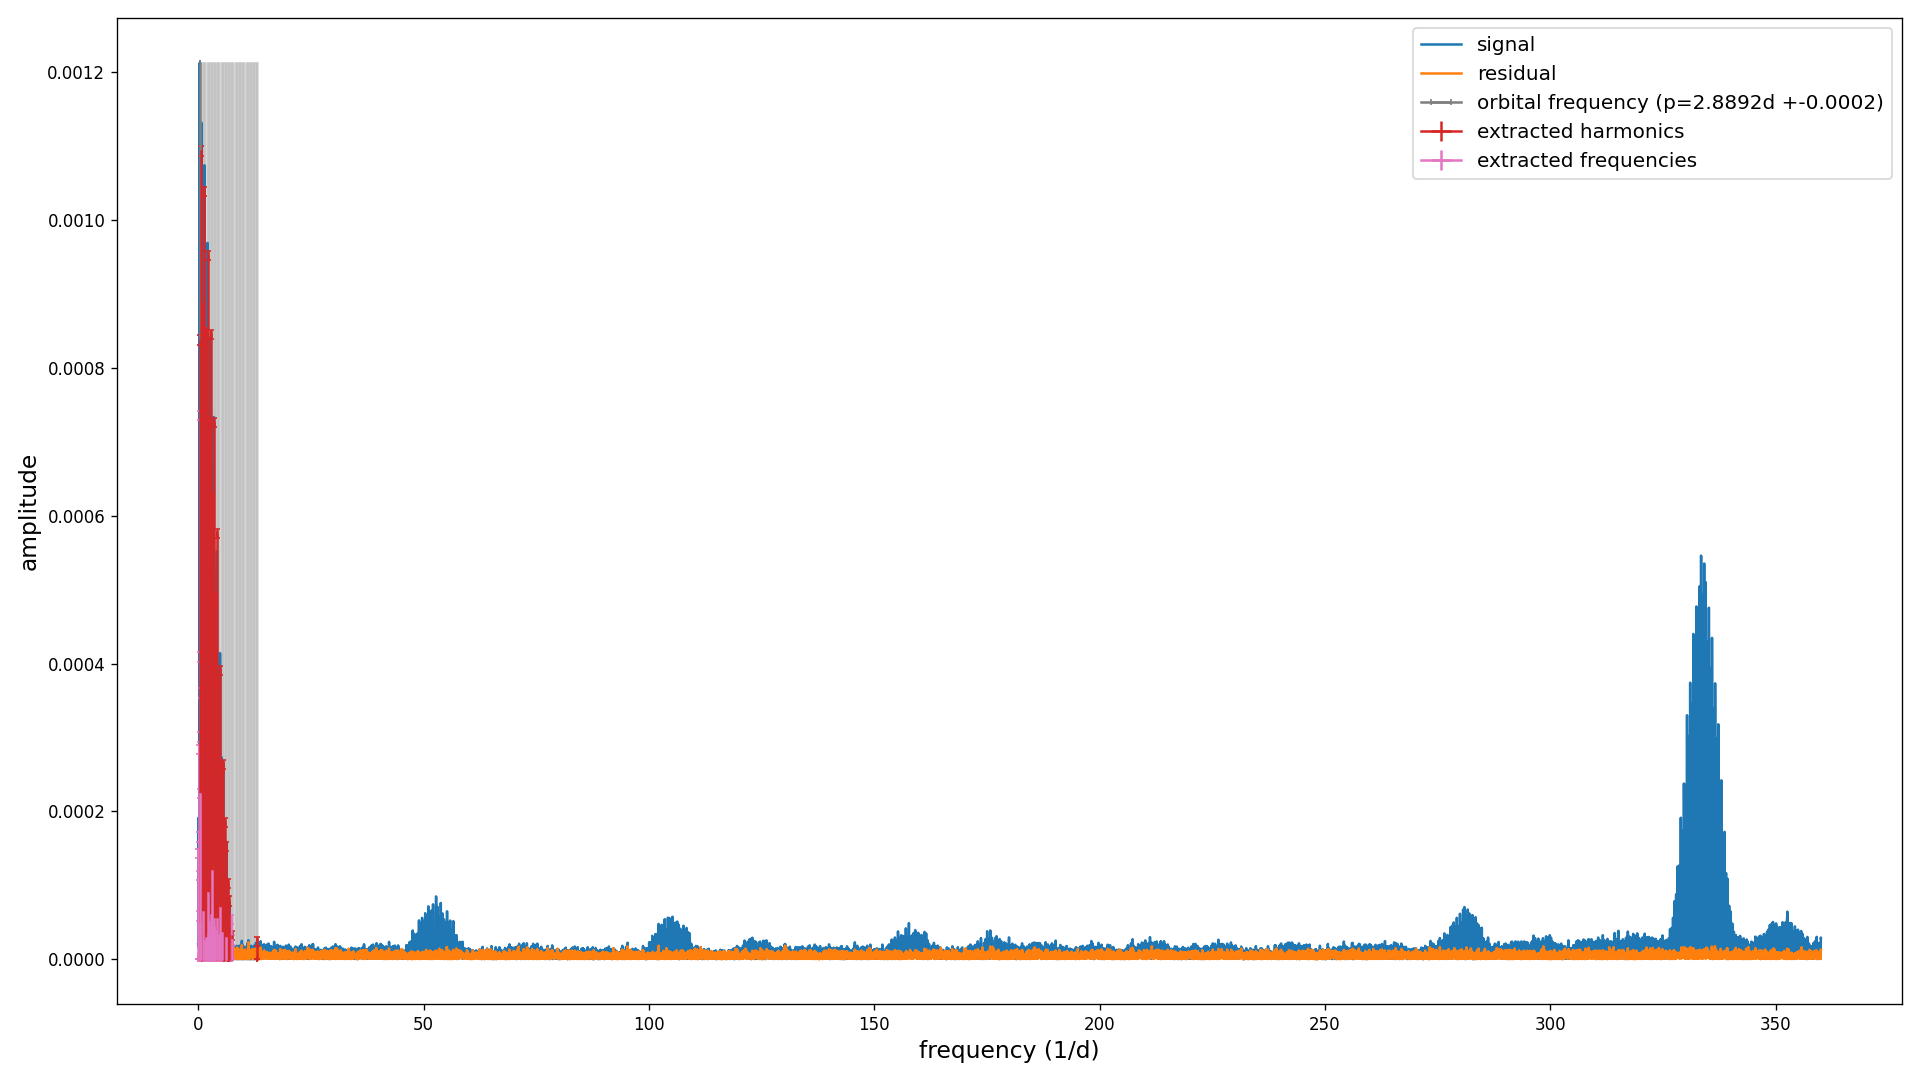 signal
residual
orbital frequency (p=2.8892d +-0.0002)
extracted harmonics
extracted frequencies
0.0012
0.0010
0.0008
0.0006
0.0004
0.0002
0.0000
amplitude
0 50 100 150 200 250 300 350
frequency (1/d)